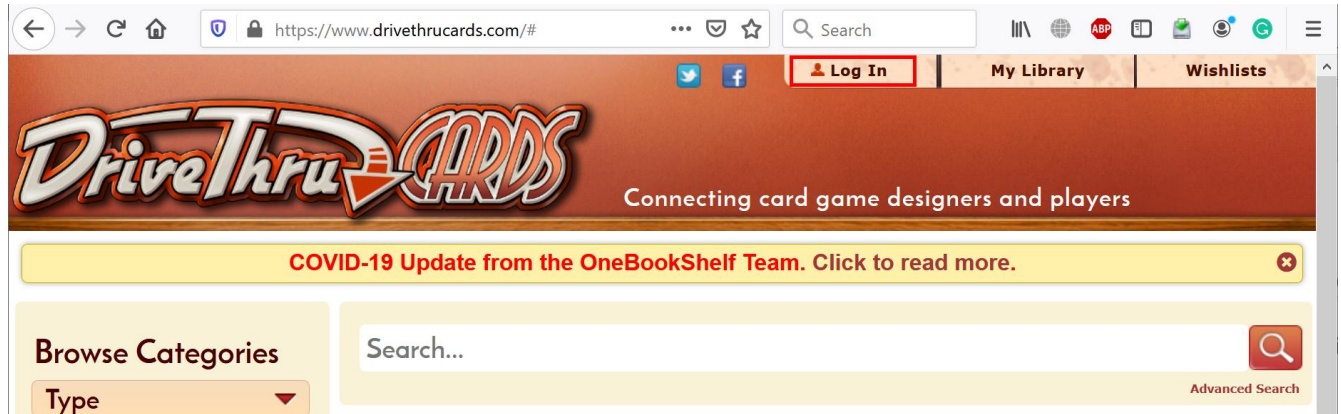 https://www.drivethrucards.com/#
Search
ABP
Log In
My Library
Wishlists
DriveThru CARDS
Connecting card game designers and players
COVID-19 Update from the OneBookShelf Team. Click to read more.
Browse Categories
Search...
Advanced Search
Type